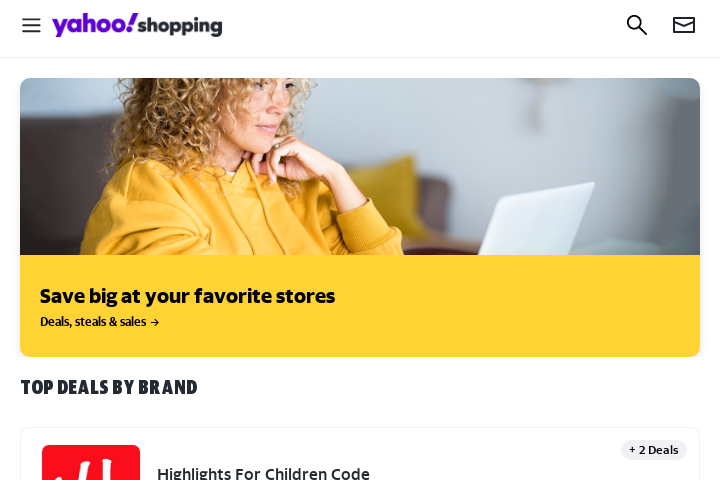 yahoo! shopping
Save big at your favorite stores
Deals, steals & sales →
TOP DEALS BY BRAND
+ 2 Deals
Highlights For Children Code